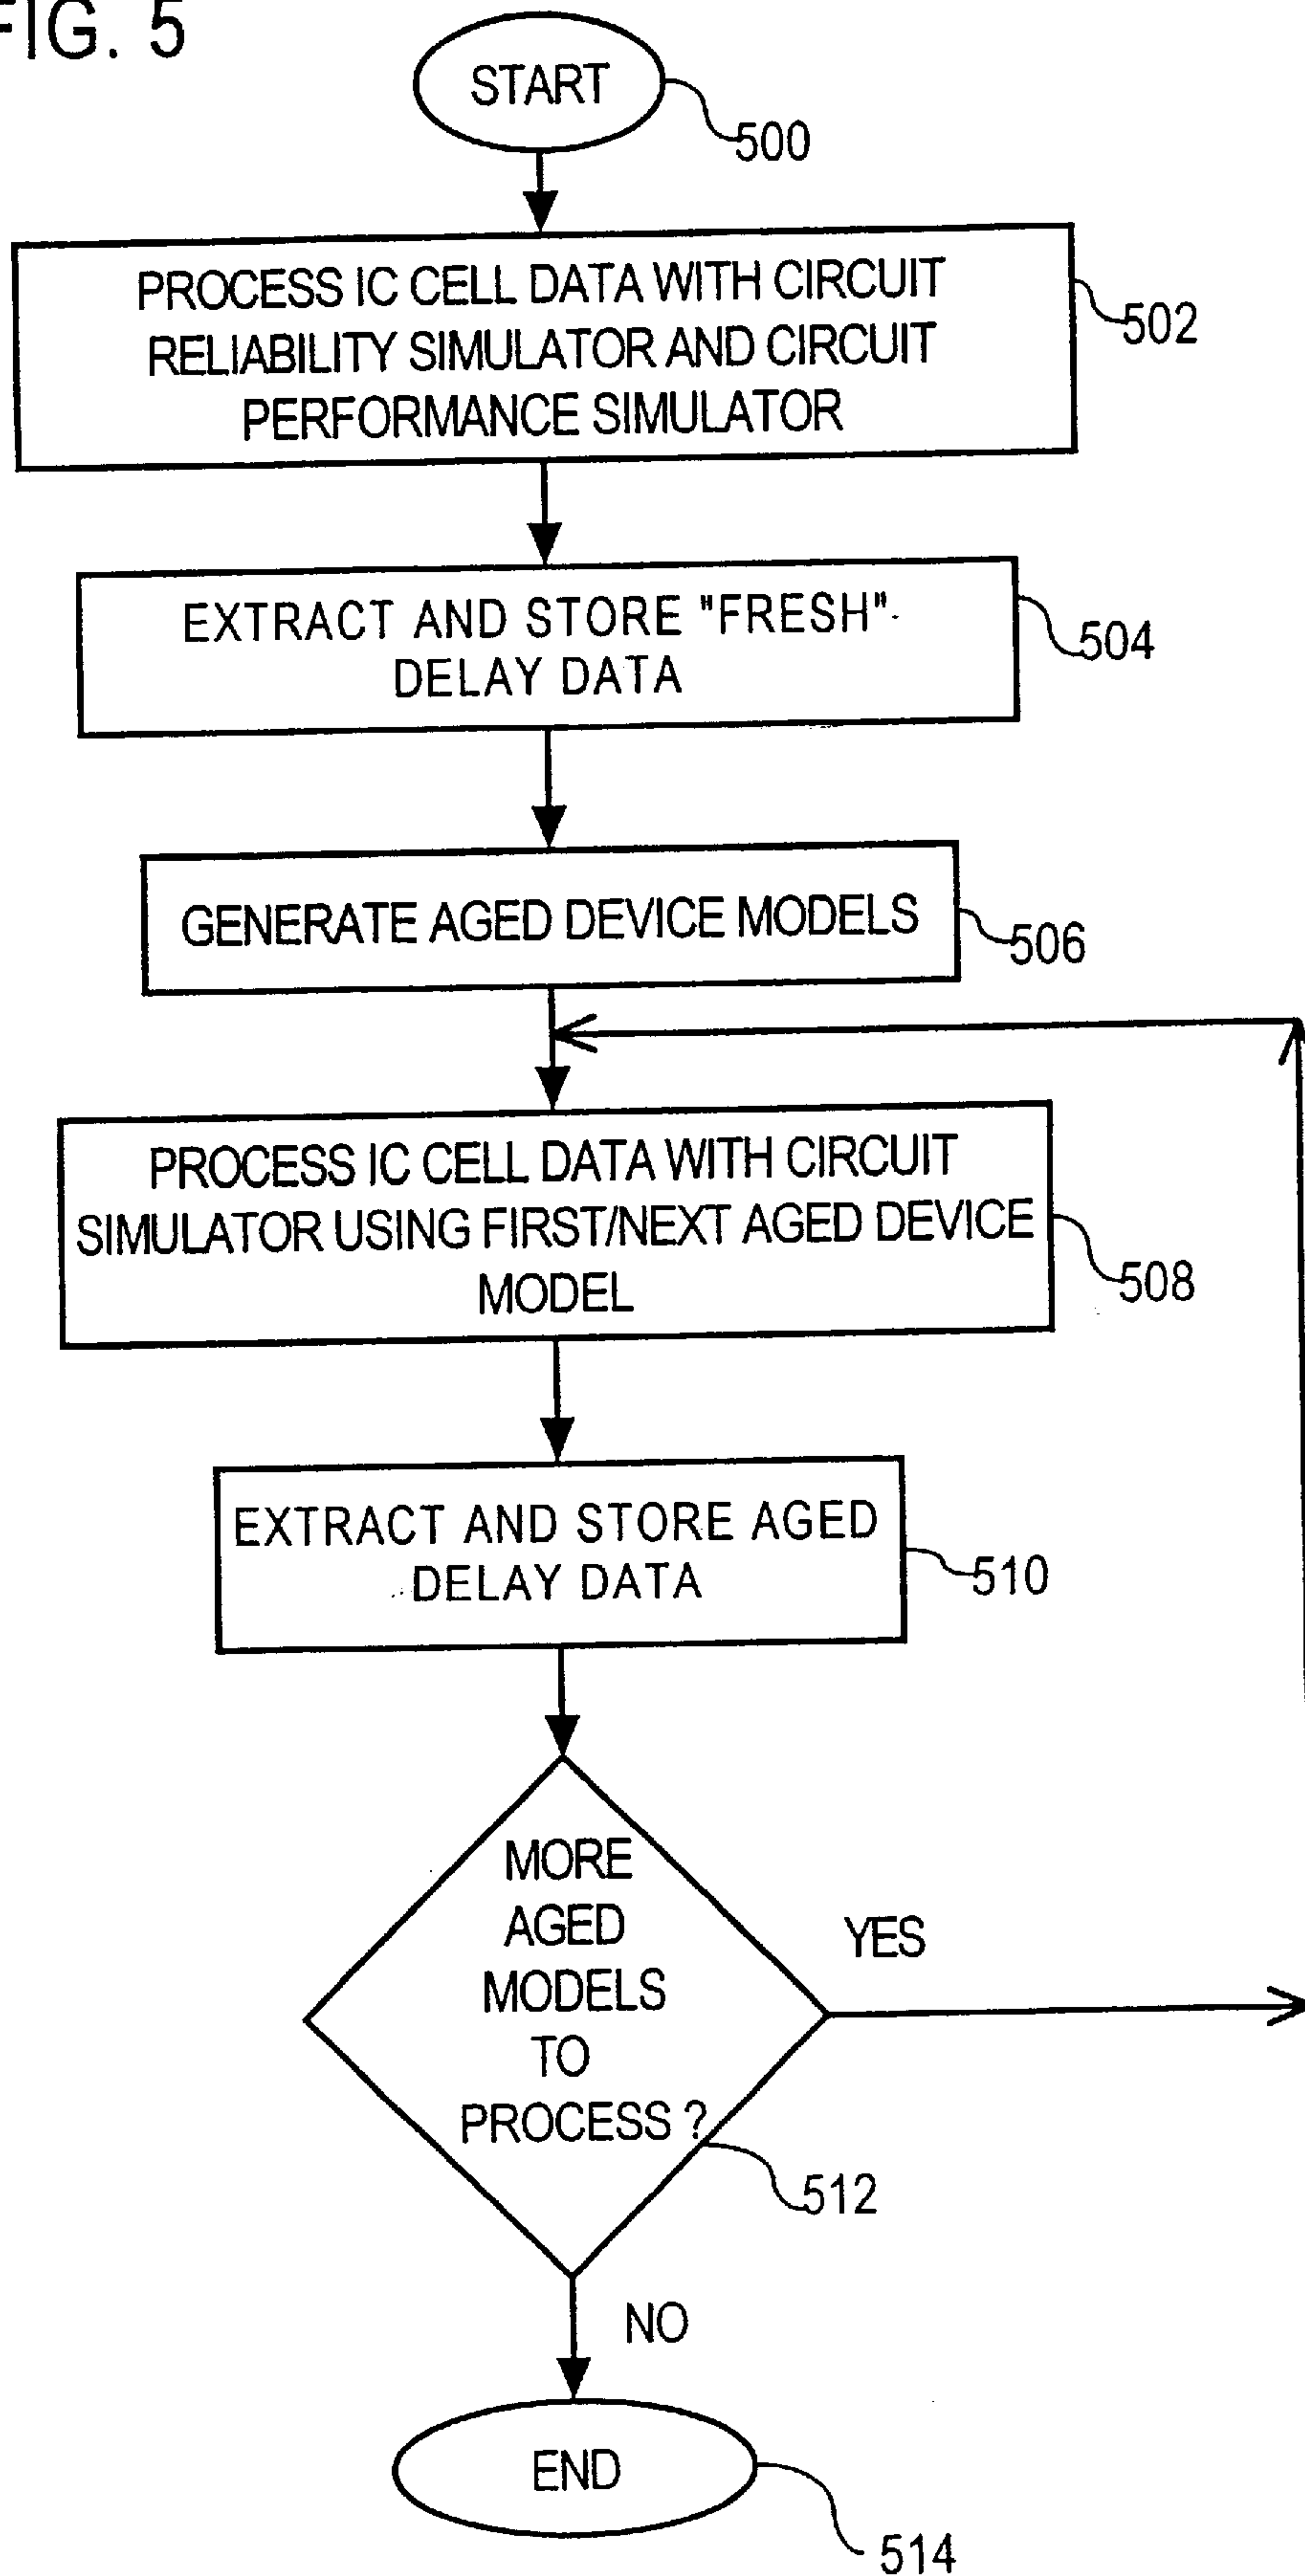 FIG. 5
START
500
PROCESS IC CELL DATA WITH CIRCUIT
RELIABILITY SIMULATOR AND CIRCUIT
PERFORMANCE SIMULATOR
502
EXTRACT AND STORE "FRESH"
DELAY DATA
504
GENERATE AGED DEVICE MODELS
506
PROCESS IC CELL DATA WITH CIRCUIT
SIMULATOR USING FIRST/NEXT AGED DEVICE
MODEL
508
EXTRACT AND STORE AGED
DELAY DATA
510
MORE
AGED
MODELS
TO
PROCESS ?
YES
512
NO
END
514